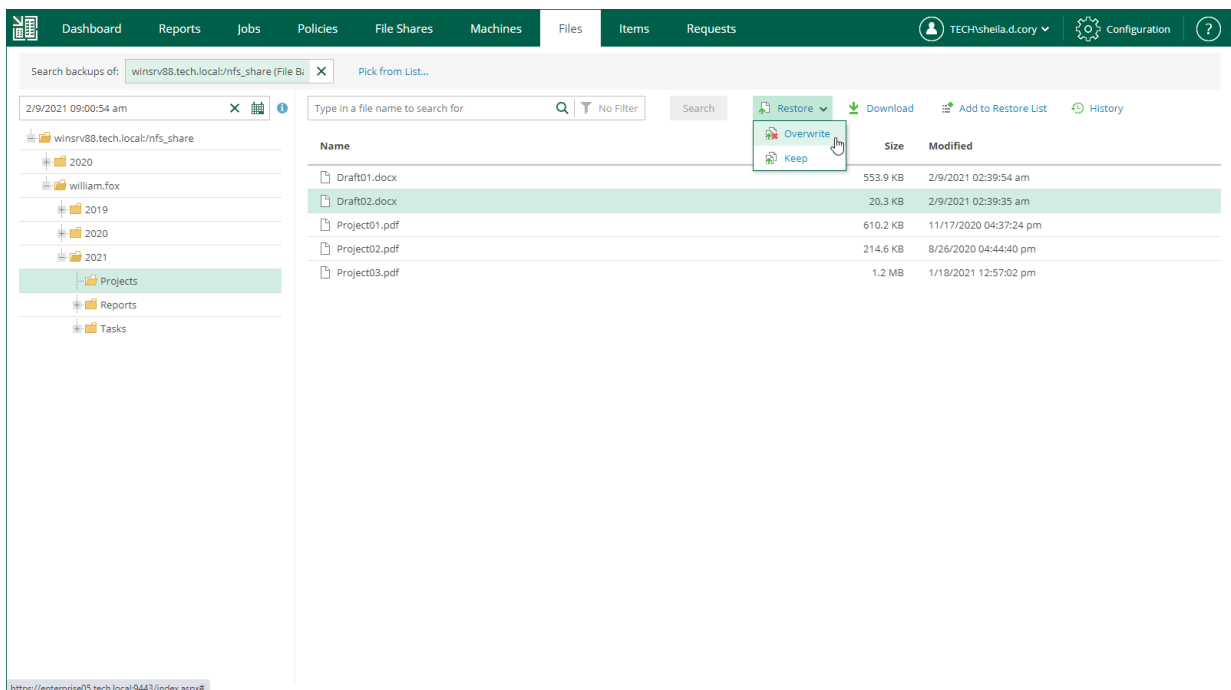 Dashboard Reports Jobs Policies File Shares Machines Files Items Requests TECH\sheila.d.cory Configuration ?
Search backups of: winsrv88.tech.local:/nfs_share (File Ba Pick from List...
2/9/2021 09:00:54 am Type in a file name to search for No Filter Search Restore Download Add to Restore List History
winsrv88.tech.local:/nfs_share
2020
william.fox
2019
2020
2021
Projects
Reports
Tasks
Overwrite
Keep
Name Size Modified
Draft01.docx 553.9 KB 2/9/2021 02:39:54 am
Draft02.docx 20.3 KB 2/9/2021 02:39:35 am
Project01.pdf 610.2 KB 11/17/2020 04:37:24 pm
Project02.pdf 214.6 KB 8/26/2020 04:44:40 pm
Project03.pdf 1.2 MB 1/18/2021 12:57:02 pm
https://enterprise05.tech.local:9443/index.aspx#